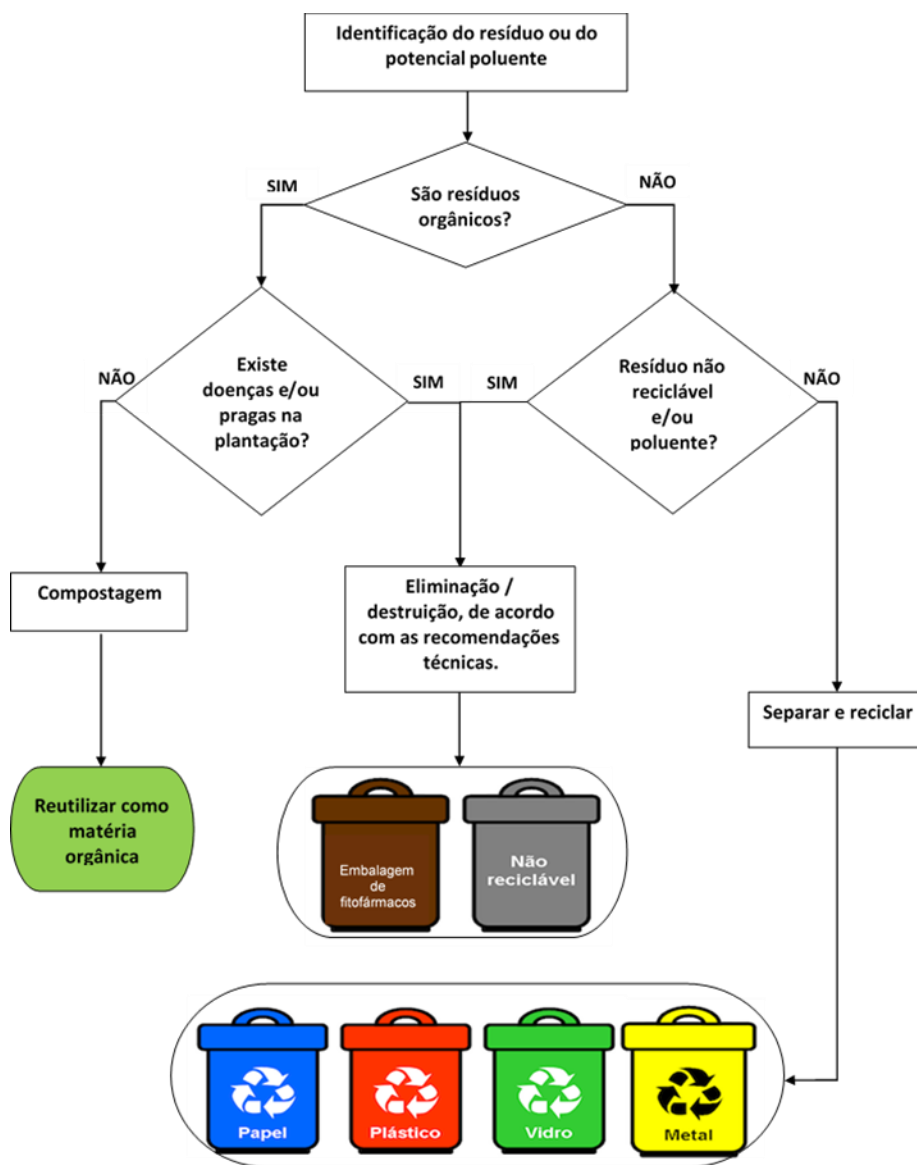 Identificação do resíduo ou do
potencial poluente
SIM
NÃO
São resíduos
orgânicos?
NÃO
Existe
doenças e/ou
pragas na
plantação?
SIM
SIM
Resíduo não
reciclável
e/ou
poluente?
NÃO
Compostagem
Eliminação /
destruição, de acordo
com as recomendações
técnicas.
Separar e reciclar
Reutilizar como
matéria
orgânica
Embalagem
de
fitofármacos
Não
reciclável
Papel
Plástico
Vidro
Metal